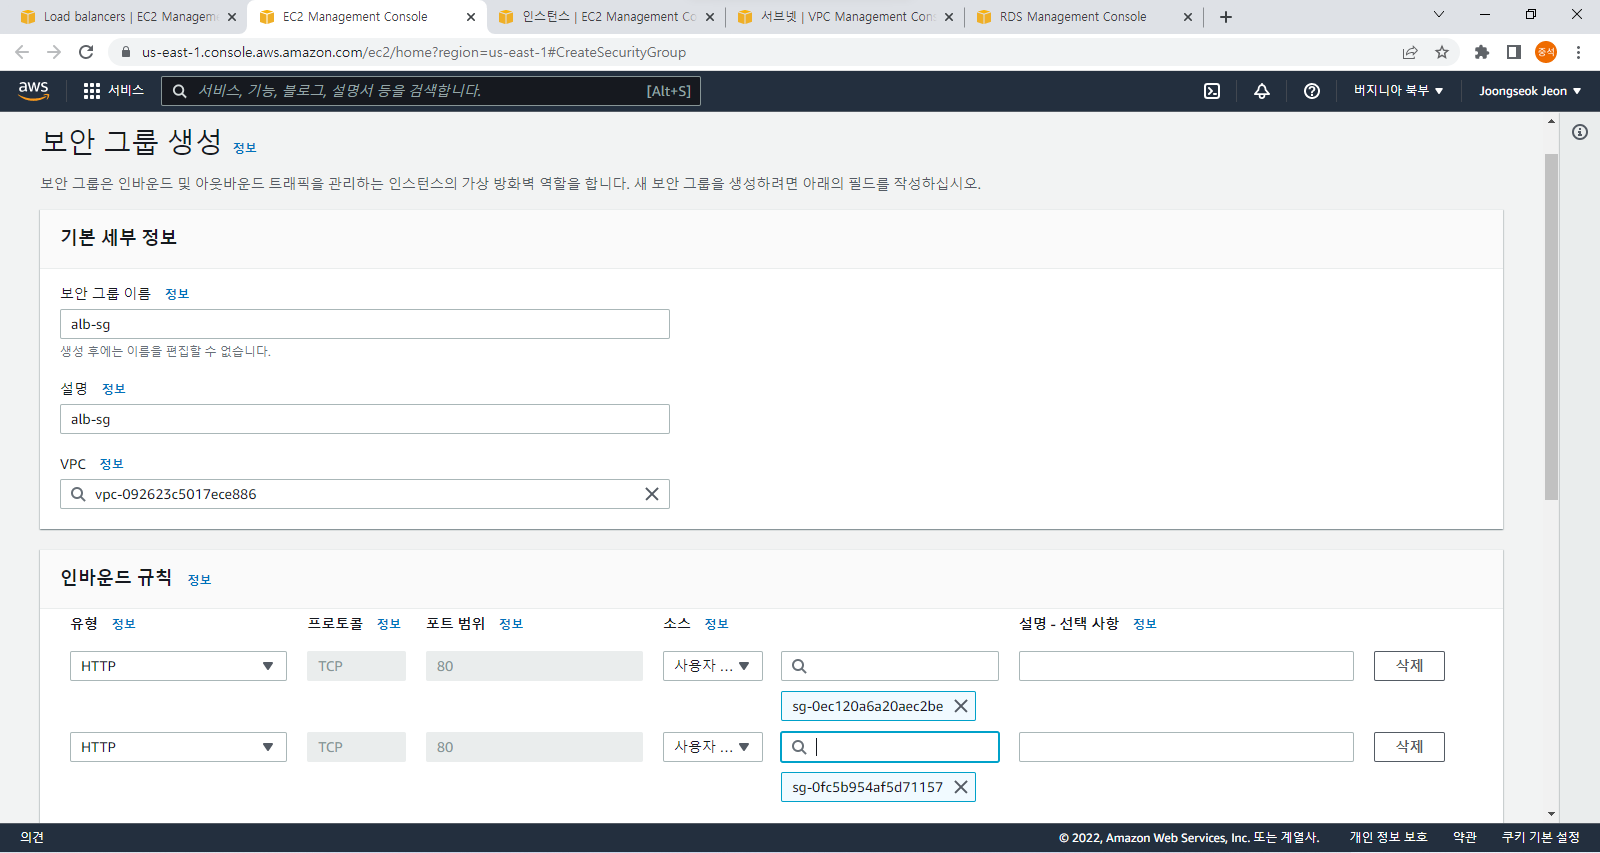 Load balancers | EC2 Managem
EC2 Management Console
인스턴스 | EC2 Management Co
서브넷 | VPC Management Con
RDS Management Console
us-east-1.console.aws.amazon.com/ec2/home?region=us-east-1#CreateSecurityGroup
중석
aws
서비스
서비스, 기능, 블로그, 설명서 등을 검색합니다.
[Alt+S]
버지니아 북부
Joongseok Jeon
보안 그룹 생성 정보
보안 그룹은 인바운드 및 아웃바운드 트래픽을 관리하는 인스턴스의 가상 방화벽 역할을 합니다. 새 보안 그룹을 생성하려면 아래의 필드를 작성하십시오.
기본 세부 정보
보안 그룹 이름 정보
alb-sg
생성 후에는 이름을 편집할 수 없습니다.
설명 정보
alb-sg
VPC 정보
vpc-092623c5017ece886
인바운드 규칙 정보
유형 정보 프로토콜 정보 포트 범위 정보 소스 정보 설명 - 선택 사항 정보
HTTP TCP 80 사용자 ... 삭제
sg-0ec120a6a20aec2be
HTTP TCP 80 사용자 ... 삭제
sg-0fc5b954af5d71157
의견 © 2022, Amazon Web Services, Inc. 또는 계열사. 개인 정보 보호 약관 쿠키 기본 설정